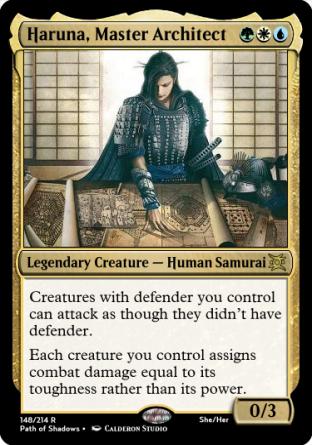 Haruna, Master Architect
Legendary Creature — Human Samurai
Creatures with defender you control
can attack as though they didn't have
defender.
Each creature you control assigns
combat damage equal to its
toughness rather than its power.
0/3
148/214 R
She/Her
Path of Shadows • Calderon Studio